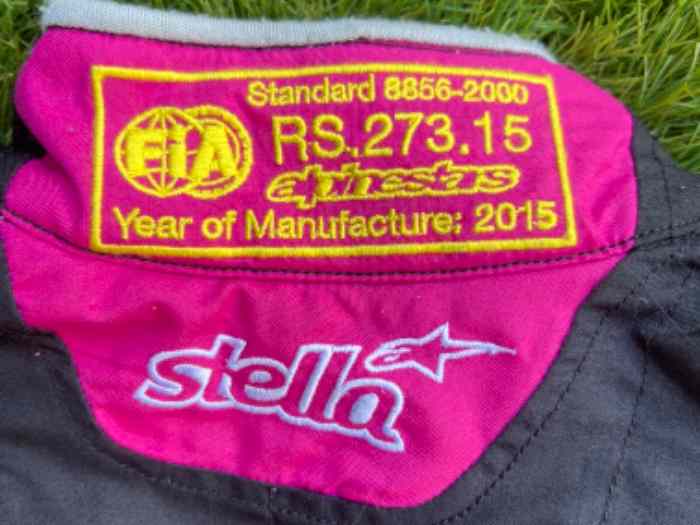 Standard 8856-2000
FIA
RS.273.15
alpinestars
Year of Manufacture: 2015
stella